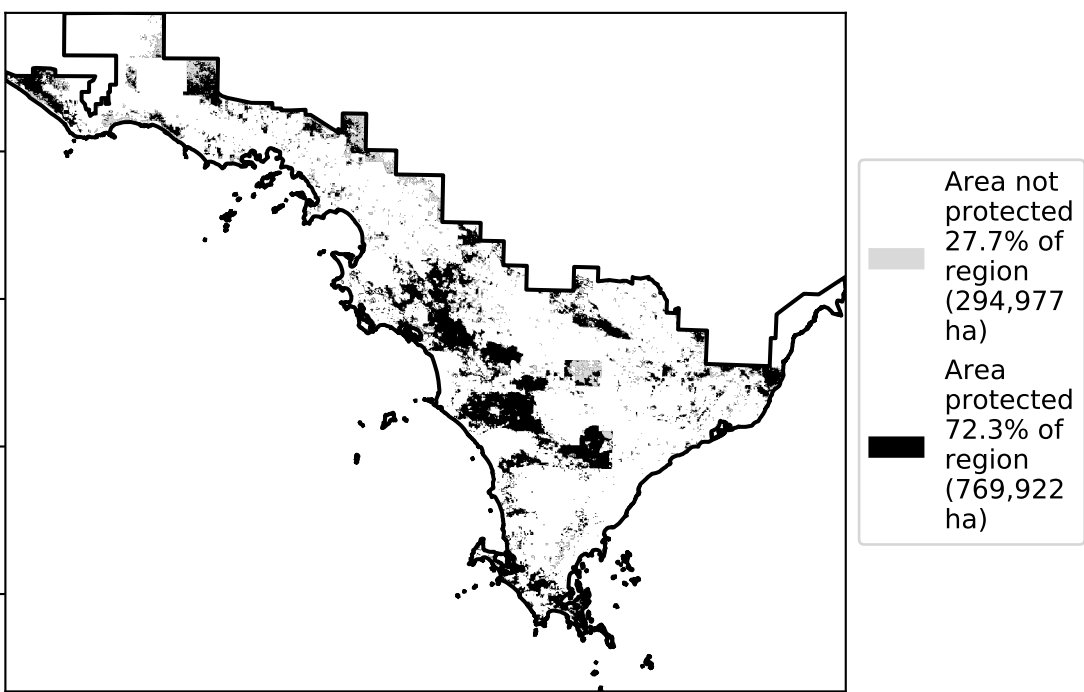 Area not
protected
27.7% of
region
(294,977
ha)
Area
protected
72.3% of
region
(769,922
ha)